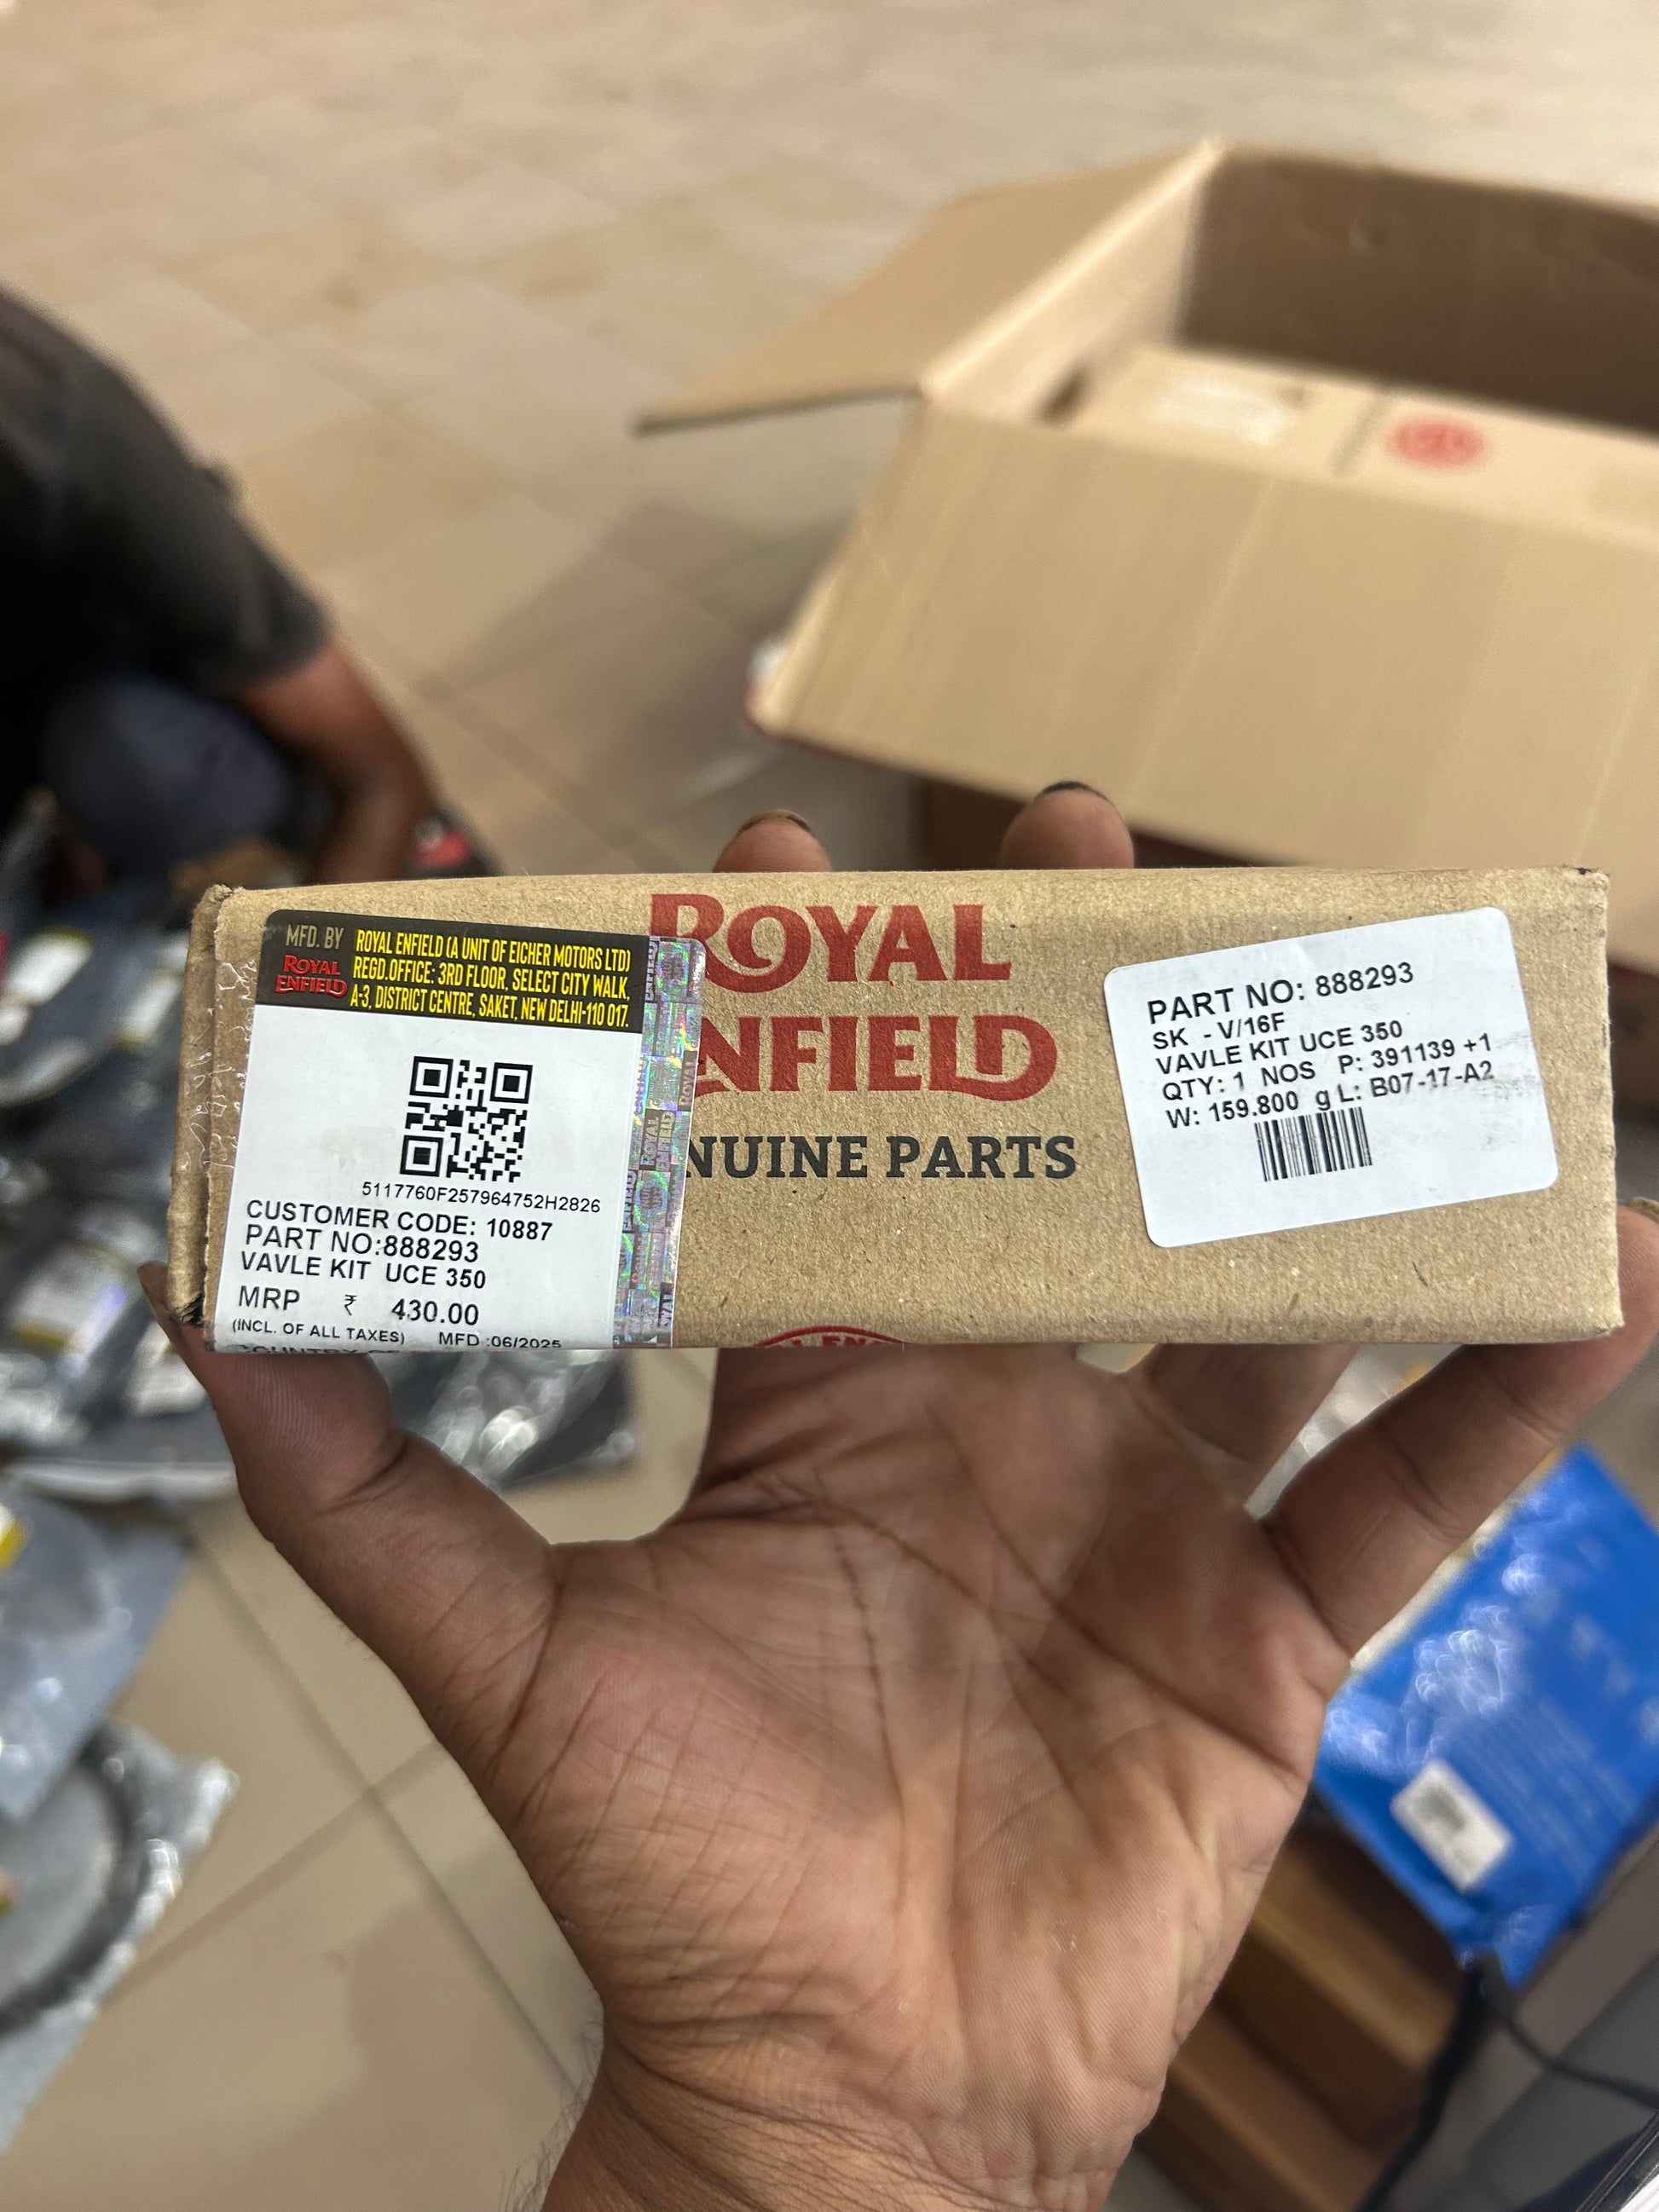 MFD. BY
ROYAL ENFIELD
ROYAL ENFIELD (A UNIT OF EICHER MOTORS LTD)
REGD.OFFICE: 3RD FLOOR, SELECT CITY WALK,
A-3, DISTRICT CENTRE, SAKET, NEW DELHI-110 017.
5117760F257964752H2826
CUSTOMER CODE: 10887
PART NO:888293
VAVLE KIT UCE 350
MRP ₹ 430.00
(INCL. OF ALL TAXES) MFD :06/2025
ROYAL
ENFIELD
NUINE PARTS
PART NO: 888293
SK - V/16F
VAVLE KIT UCE 350
QTY: 1 NOS P: 391139 +1
W: 159.800 g L: B07-17-A2